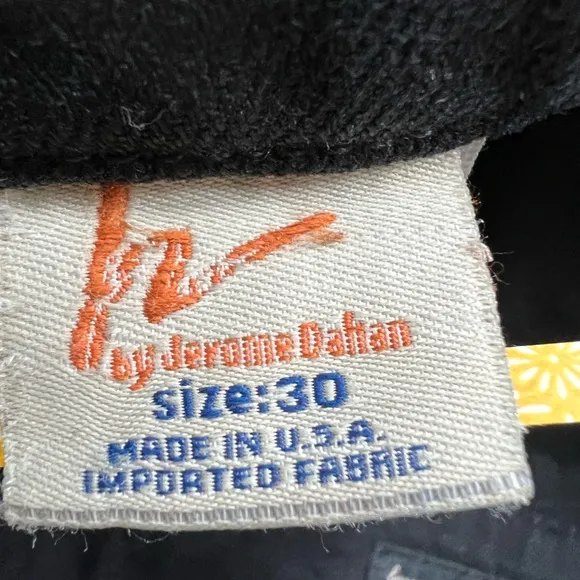 by Jerome Dahan
size:30
MADE IN U.S.A.
IMPORTED FABRIC